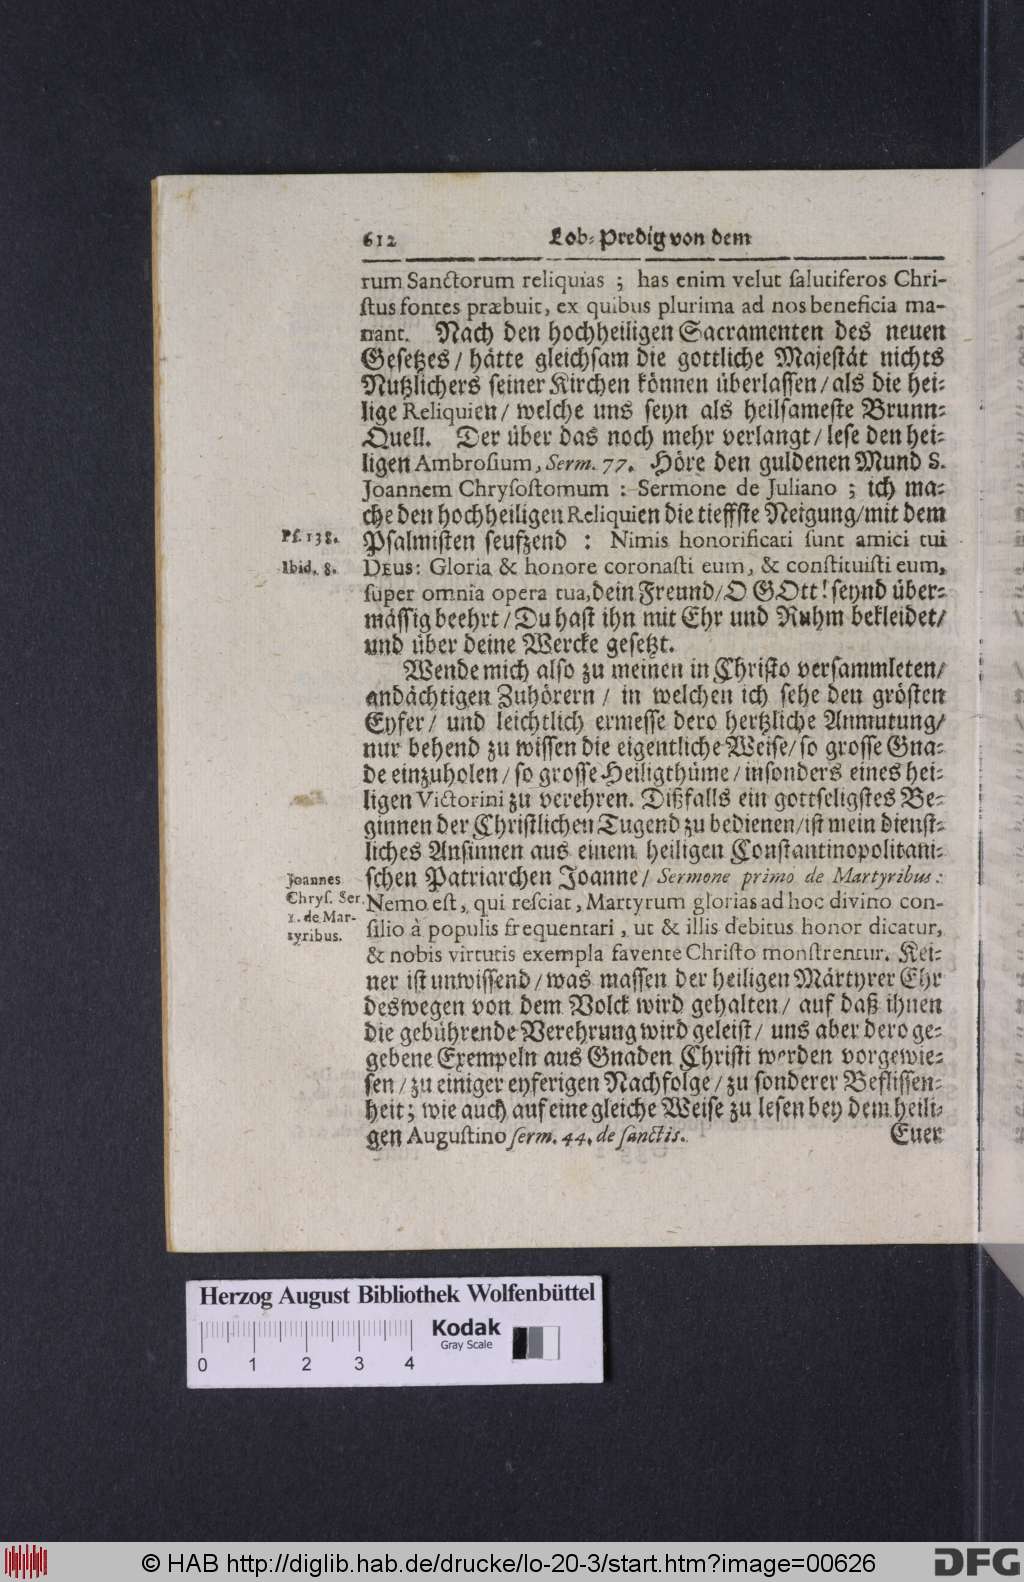 612 Lob-Predig von dem
rum Sanctorum reliquias ; has enim velut salutiferos Chri-
stus fontes præbuit, ex quibus plurima ad nos beneficia ma-
nant. Nach den hochheiligen Sacramenten des neuen
Gesetzes / hätte gleichsam die gottliche Majestät nichts
Nutzlichers seiner Kirchen können überlassen / als die hei-
lige Reliquien / welche uns seyn als heilsameste Brunn-
Quell. Der über das noch mehr verlangt / lese den hei-
ligen Ambrosium, Serm. 77. Höre den guldenen Mund S.
Joannem Chrysostomum : Sermone de Juliano ; ich ma-
che den hochheiligen Reliquien die tieffste Neigung / mit dem
Ps. 138. Psalmisten seufzend : Nimis honorificati sunt amici tui
Ibid. 8. DEUS: Gloria & honore coronasti eum, & constituisti eum,
super omnia opera tua, dein Freund / O GOtt! seynd über-
mässig beehrt / Du hast ihn mit Ehr und Ruhm bekleidet /
und über deine Wercke gesetzt.
Wende mich also zu meinen in Christo versammleten /
andächtigen Zuhörern / in welchen ich sehe den grösten
Eyfer / und leichtlich ermesse dero hertzliche Anmutung /
nur behend zu wissen die eigentliche Weise / so grosse Gna-
de einzuholen / so grosse Heiligthüme / insonders eines hei-
ligen Victorini zu verehren. Dißfalls ein gottseligstes Be-
ginnen der Christlichen Tugend zu bedienen / ist mein dienst-
liches Ansinnen aus einem heiligen Constantinopolitani-
Joannes schen Patriarchen Joanne / Sermone primo de Martyribus :
Chrys. Ser. Nemo est, qui resciat, Martyrum glorias ad hoc divino con-
1. de Mar- silio à populis frequentari, ut & illis debitus honor dicatur,
tyribus. & nobis virtutis exempla favente Christo monstrentur. Kei-
ner ist unwissend / was massen der heiligen Märtyrer Ehr
deswegen von dem Volck wird gehalten / auf daß ihnen
die gebührende Verehrung wird geleist / uns aber dero ge-
gebene Exempeln aus Gnaden Christi werden vorgewie-
sen / zu einiger eyferigen Nachfolge / zu sonderer Beflissen-
heit ; wie auch auf eine gleiche Weise zu lesen bey dem heili-
gen Augustino serm. 44. de sanctis. Euer
Herzog August Bibliothek Wolfenbüttel
Kodak
Gray Scale
0 1 2 3 4
© HAB http://diglib.hab.de/drucke/lo-20-3/start.htm?image=00626
DFG